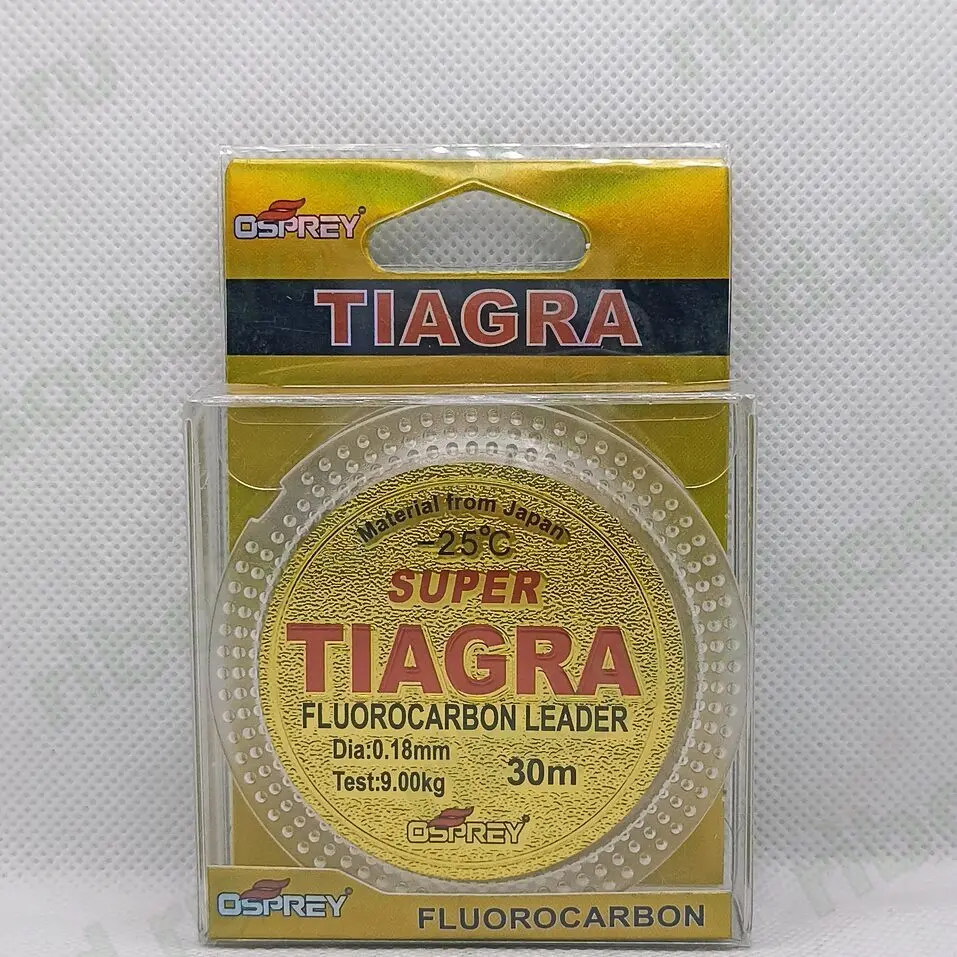 OSPREY
TIAGRA
Material from Japan
-25°C
SUPER
TIAGRA
FLUOROCARBON LEADER
Dia:0.18mm
Test:9.00kg
30m
OSPREY
OSPREY
FLUOROCARBON